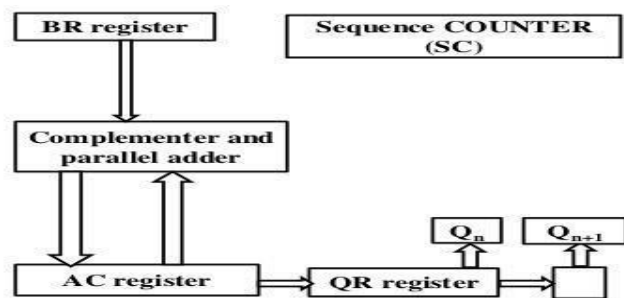 BR register
Sequence COUNTER
(SC)
Complementer and
parallel adder
Qn
Qn+1
AC register
QR register